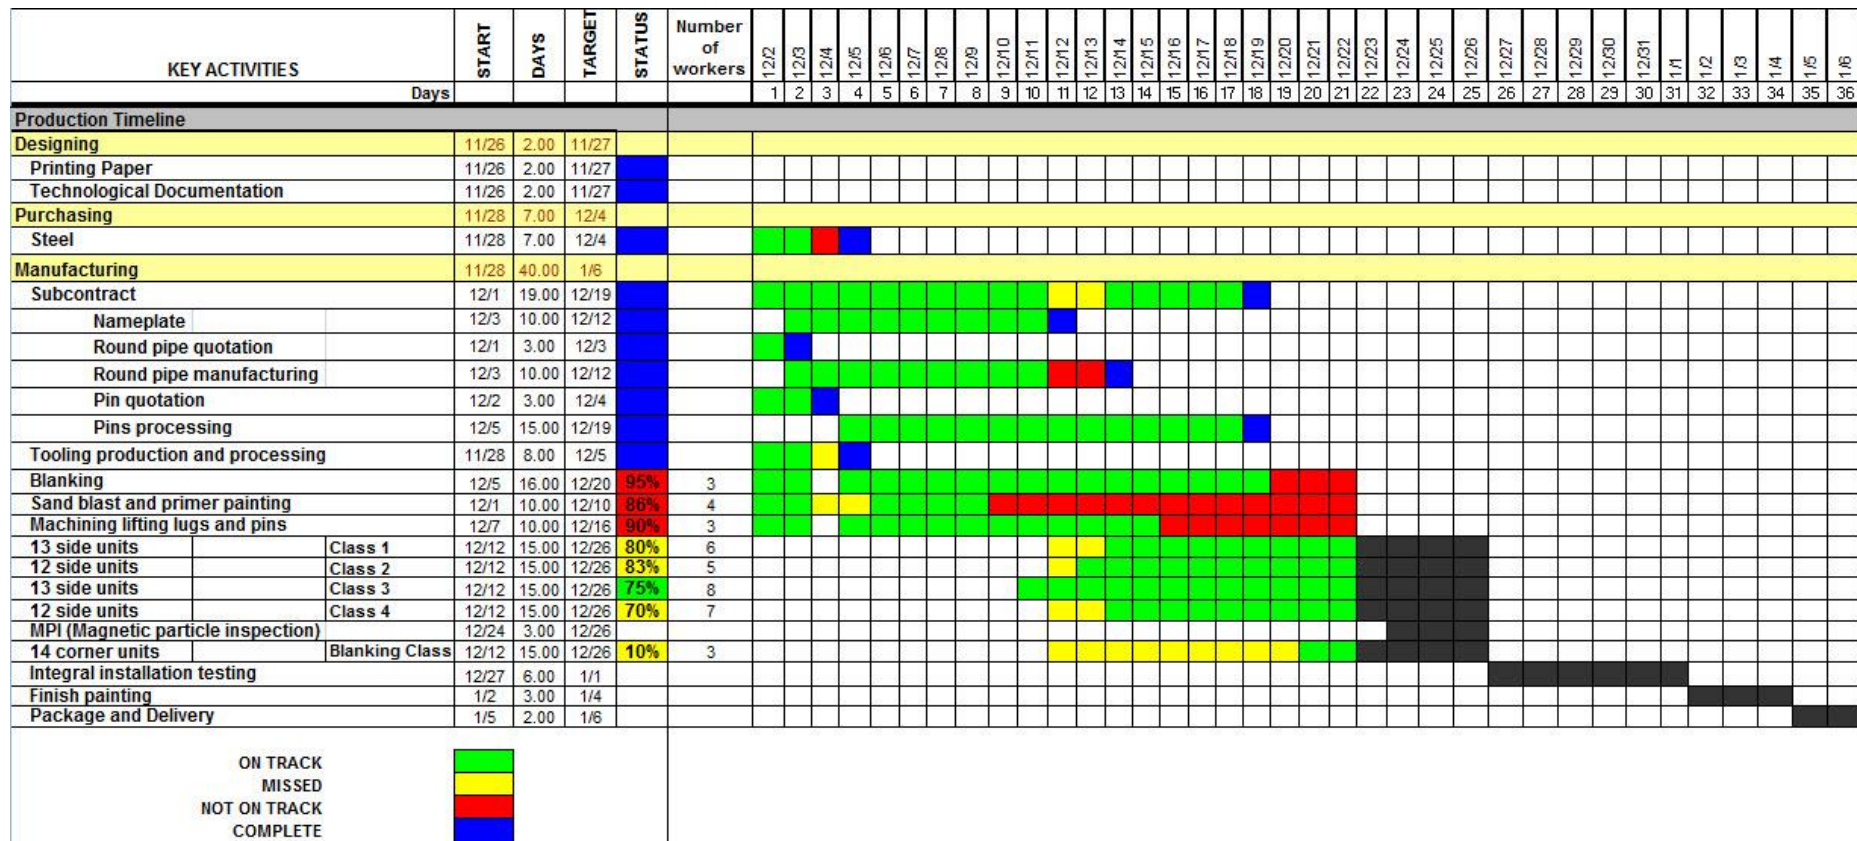 KEY ACTIVITIES START DAYS TARGET STATUS Number of workers 12/2 12/3 12/4 12/5 12/6 12/7 12/8 12/9 12/10 12/11 12/12 12/13 12/14 12/15 12/16 12/17 12/18 12/19 12/20 12/21 12/22 12/23 12/24 12/25 12/26 12/27 12/28 12/29 12/30 12/31 1/1 1/2 1/3 1/4 1/5 1/6
Days 1 2 3 4 5 6 7 8 9 10 11 12 13 14 15 16 17 18 19 20 21 22 23 24 25 26 27 28 29 30 31 32 33 34 35 36
Production Timeline
Designing 11/26 2.00 11/27
Printing Paper 11/26 2.00 11/27
Technological Documentation 11/26 2.00 11/27
Purchasing 11/28 7.00 12/4
Steel 11/28 7.00 12/4
Manufacturing 11/28 40.00 1/6
Subcontract 12/1 19.00 12/19
Nameplate 12/3 10.00 12/12
Round pipe quotation 12/1 3.00 12/3
Round pipe manufacturing 12/3 10.00 12/12
Pin quotation 12/2 3.00 12/4
Pins processing 12/5 15.00 12/19
Tooling production and processing 11/28 8.00 12/5
Blanking 12/5 16.00 12/20 95% 3
Sand blast and primer painting 12/1 10.00 12/10 86% 4
Machining lifting lugs and pins 12/7 10.00 12/16 90% 3
13 side units Class 1 12/12 15.00 12/26 80% 6
12 side units Class 2 12/12 15.00 12/26 83% 5
13 side units Class 3 12/12 15.00 12/26 75% 8
12 side units Class 4 12/12 15.00 12/26 70% 7
MPI (Magnetic particle inspection) 12/24 3.00 12/26
14 corner units Blanking Class 12/12 15.00 12/26 10% 3
Integral installation testing 12/27 6.00 1/1
Finish painting 1/2 3.00 1/4
Package and Delivery 1/5 2.00 1/6
ON TRACK
MISSED
NOT ON TRACK
COMPLETE